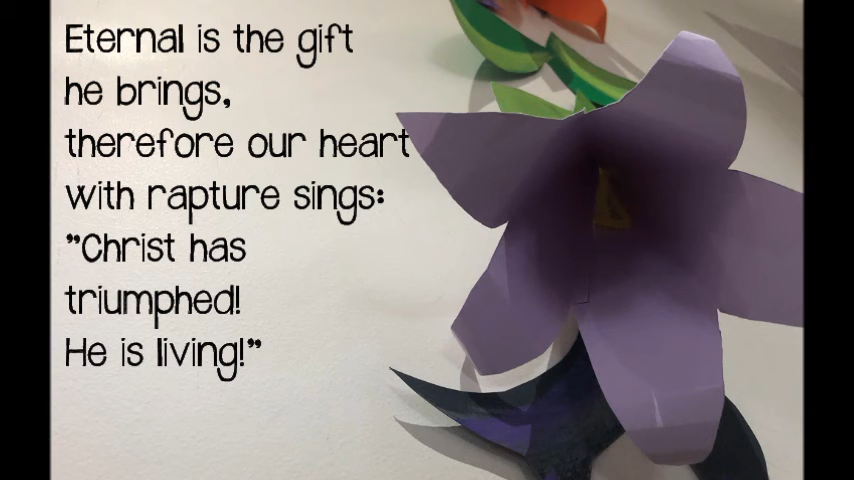 Eternal is the gift
he brings,
therefore our heart
with rapture sings:
”Christ has
triumphed!
He is living!”